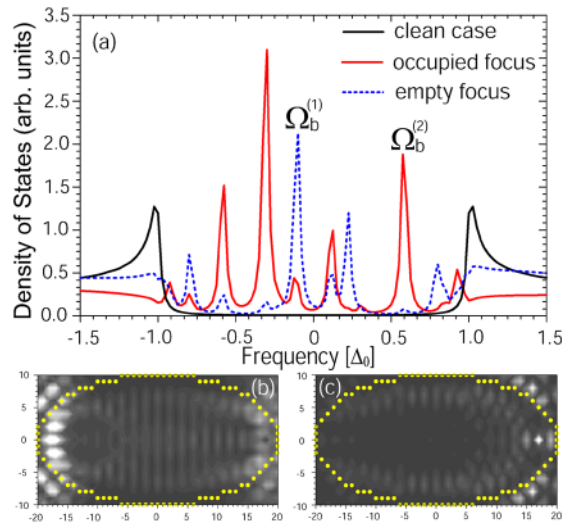 (a)
clean case
occupied focus
empty focus
Ω_b^(1)
Ω_b^(2)
Density of States (arb. units)
3.5
3.0
2.5
2.0
1.5
1.0
0.5
0.0
-1.5 -1.0 -0.5 0 0.5 1.0 1.5
Frequency [Δ₀]
(b)
10
5
0
-5
-10
-20 -15 -10 -5 0 5 10 15 20
(c)
10
5
0
-5
-10
-20 -15 -10 -5 0 5 10 15 20